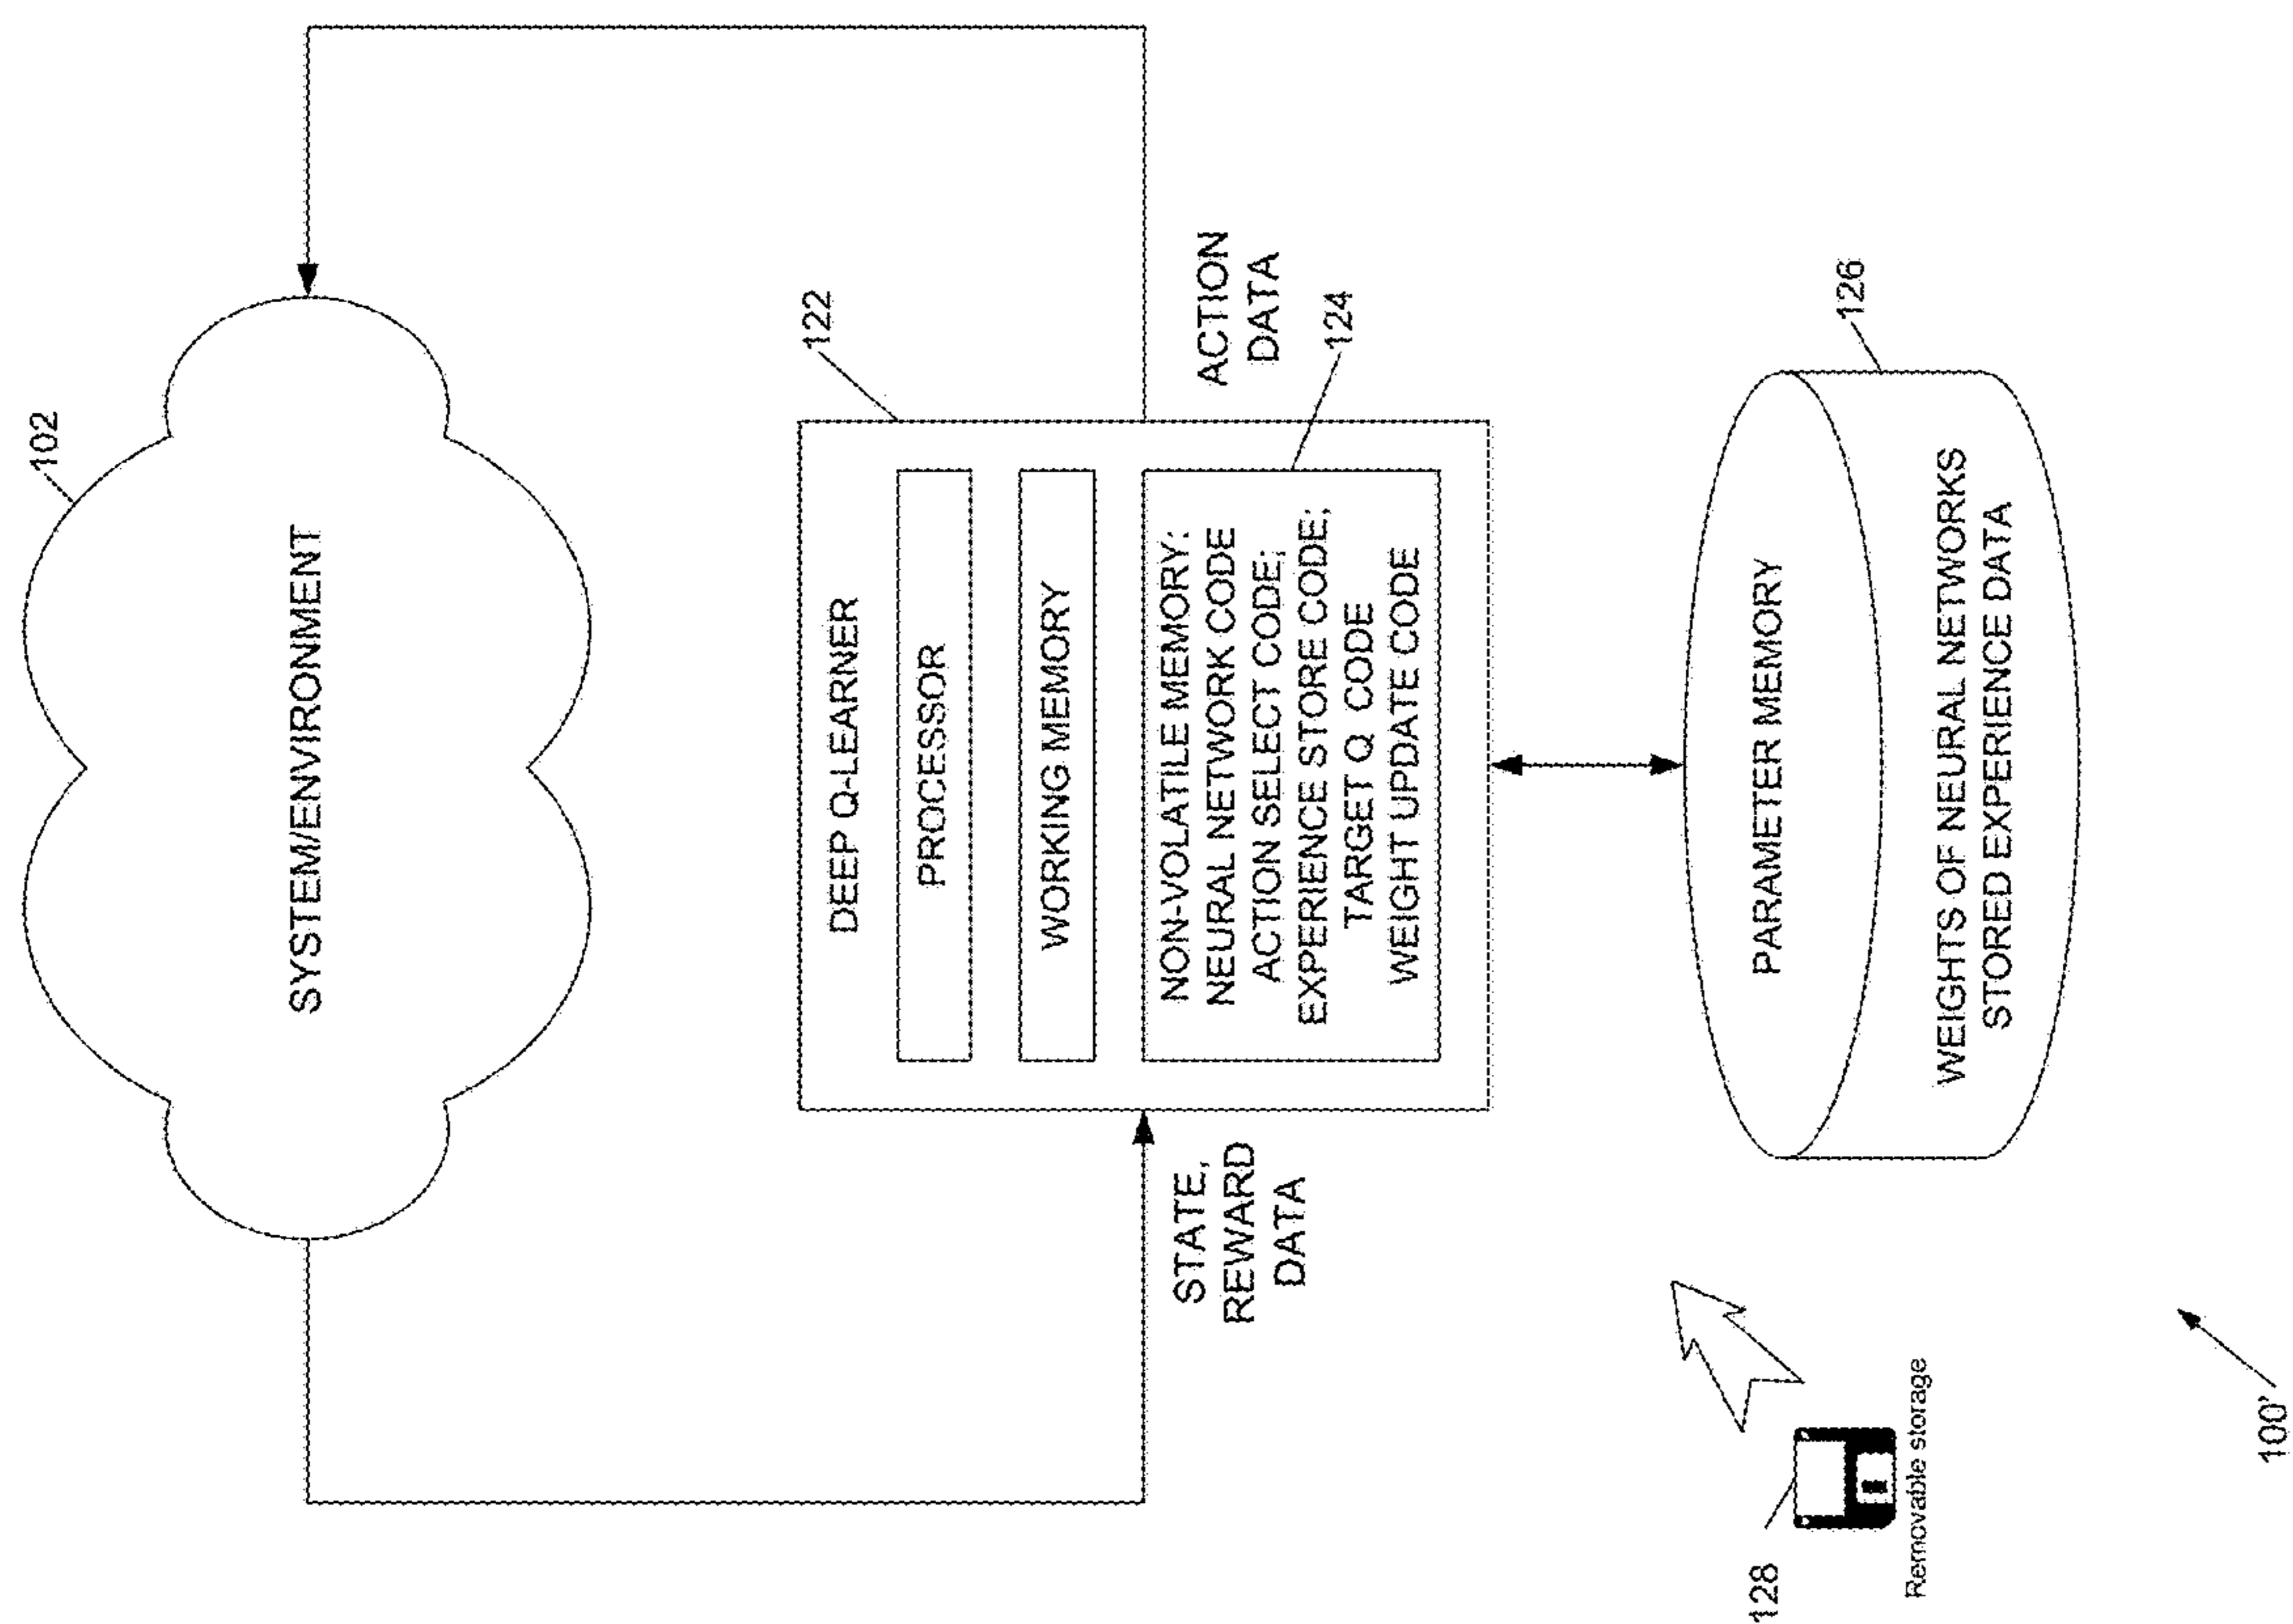 102
SYSTEM/ENVIRONMENT
122
DEEP Q-LEARNER
PROCESSOR
WORKING MEMORY
NON-VOLATILE MEMORY:
NEURAL NETWORK CODE
ACTION SELECT CODE;
EXPERIENCE STORE CODE;
TARGET Q CODE
WEIGHT UPDATE CODE
STATE,
REWARD
DATA
ACTION
DATA
124
126
PARAMETER MEMORY
WEIGHTS OF NEURAL NETWORKS
STORED EXPERIENCE DATA
128
Removable storage
100'